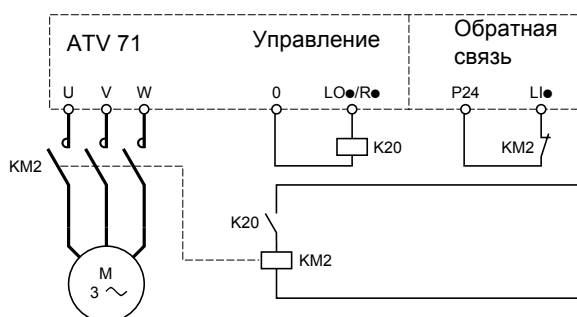 ATV 71
Управление
Обратная
связь
U
V
W
0
LO●/R●
P24
LI●
KM2
K20
KM2
K20
KM2
M
3